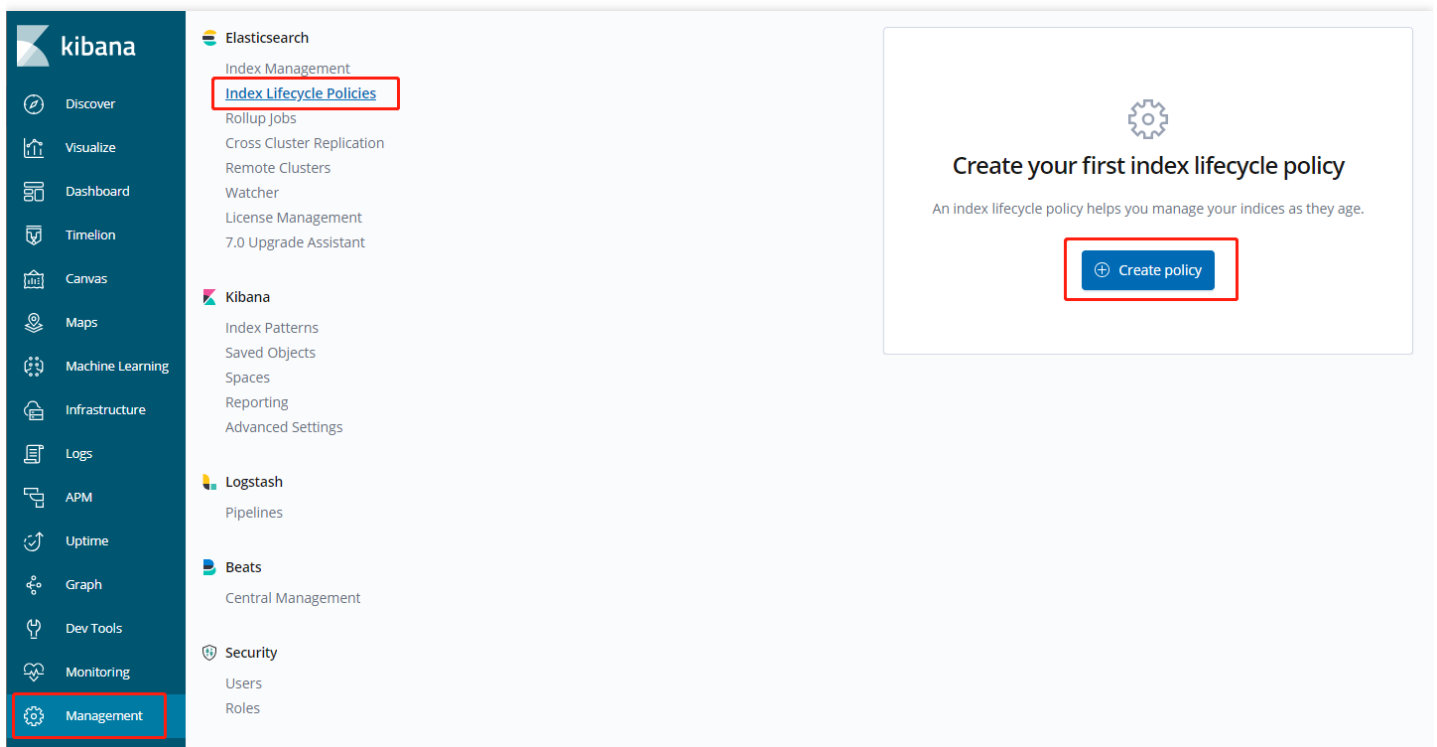 kibana
Discover
Visualize
Dashboard
Timelion
Canvas
Maps
Machine Learning
Infrastructure
Logs
APM
Uptime
Graph
Dev Tools
Monitoring
Management
Elasticsearch
Index Management
Index Lifecycle Policies
Rollup Jobs
Cross Cluster Replication
Remote Clusters
Watcher
License Management
7.0 Upgrade Assistant
Kibana
Index Patterns
Saved Objects
Spaces
Reporting
Advanced Settings
Logstash
Pipelines
Beats
Central Management
Security
Users
Roles
Create your first index lifecycle policy
An index lifecycle policy helps you manage your indices as they age.
Create policy